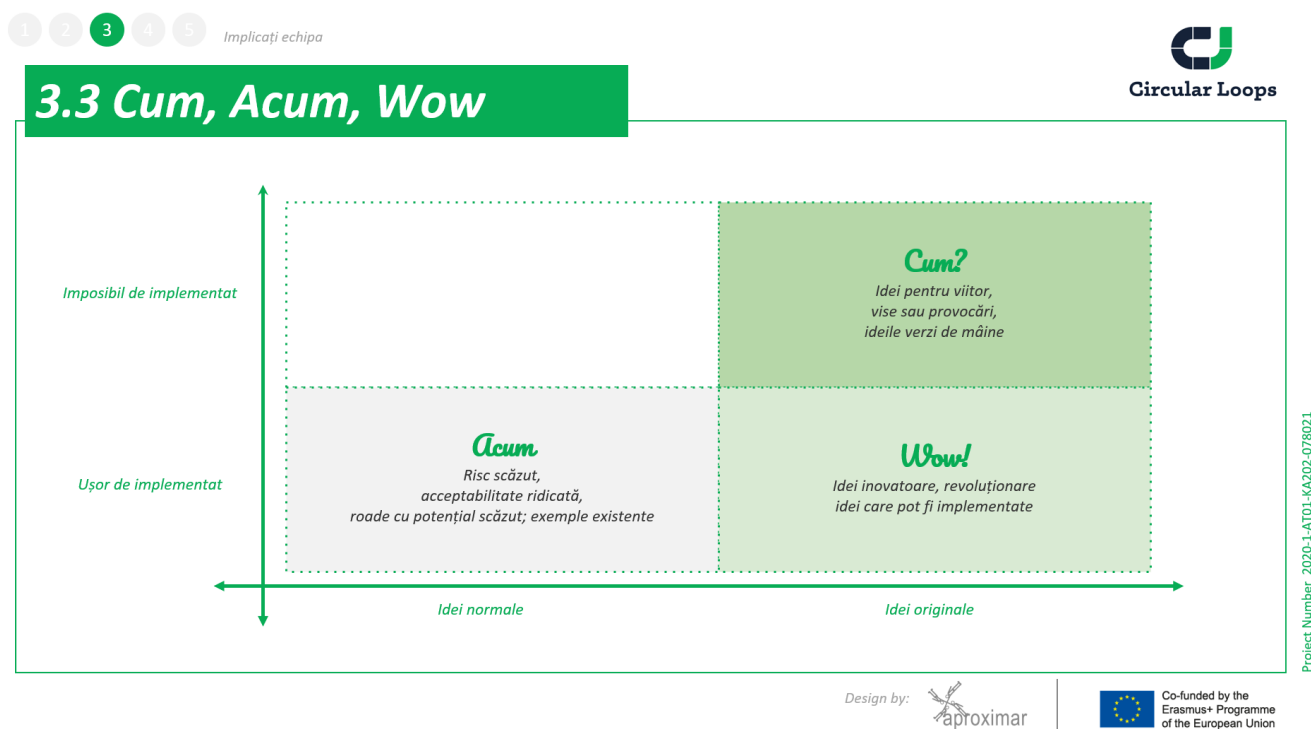 1 2 3 4 5 Implicați echipa
Circular Loops
3.3 Cum, Acum, Wow
Imposibil de implementat
Cum?
Idei pentru viitor,
vise sau provocări,
ideile verzi de mâine
Ușor de implementat
Acum
Risc scăzut,
acceptabilitate ridicată,
roade cu potențial scăzut; exemple existente
Wow!
Idei inovatoare, revoluționare
idei care pot fi implementate
Idei normale
Idei originale
Project Number 2020-1-AT01-KA202-078021
Design by:
aproximar
Co-funded by the
Erasmus+ Programme
of the European Union